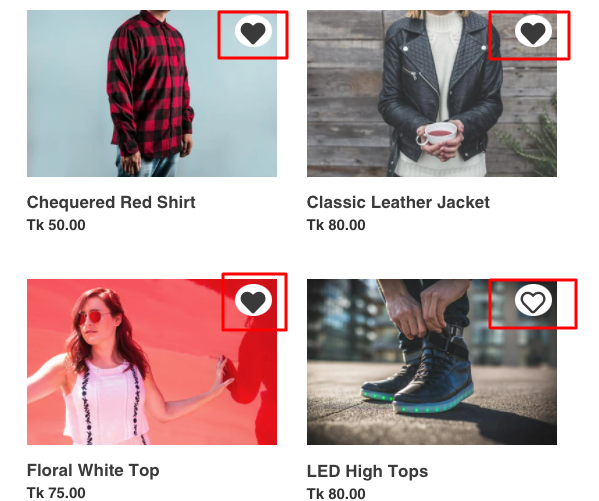 Chequered Red Shirt
Tk 50.00
Classic Leather Jacket
Tk 80.00
Floral White Top
Tk 75.00
LED High Tops
Tk 80.00